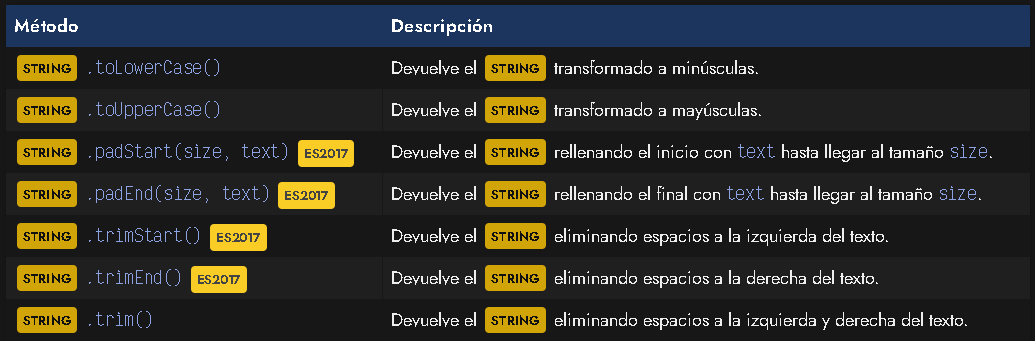 Método Descripción
STRING .toLowerCase() Devuelve el STRING transformado a minúsculas.
STRING .toUpperCase() Devuelve el STRING transformado a mayúsculas.
STRING .padStart(size, text) ES2017 Devuelve el STRING rellenando el inicio con text hasta llegar al tamaño size.
STRING .padEnd(size, text) ES2017 Devuelve el STRING rellenando el final con text hasta llegar al tamaño size.
STRING .trimStart() ES2017 Devuelve el STRING eliminando espacios a la izquierda del texto.
STRING .trimEnd() ES2017 Devuelve el STRING eliminando espacios a la derecha del texto.
STRING .trim() Devuelve el STRING eliminando espacios a la izquierda y derecha del texto.